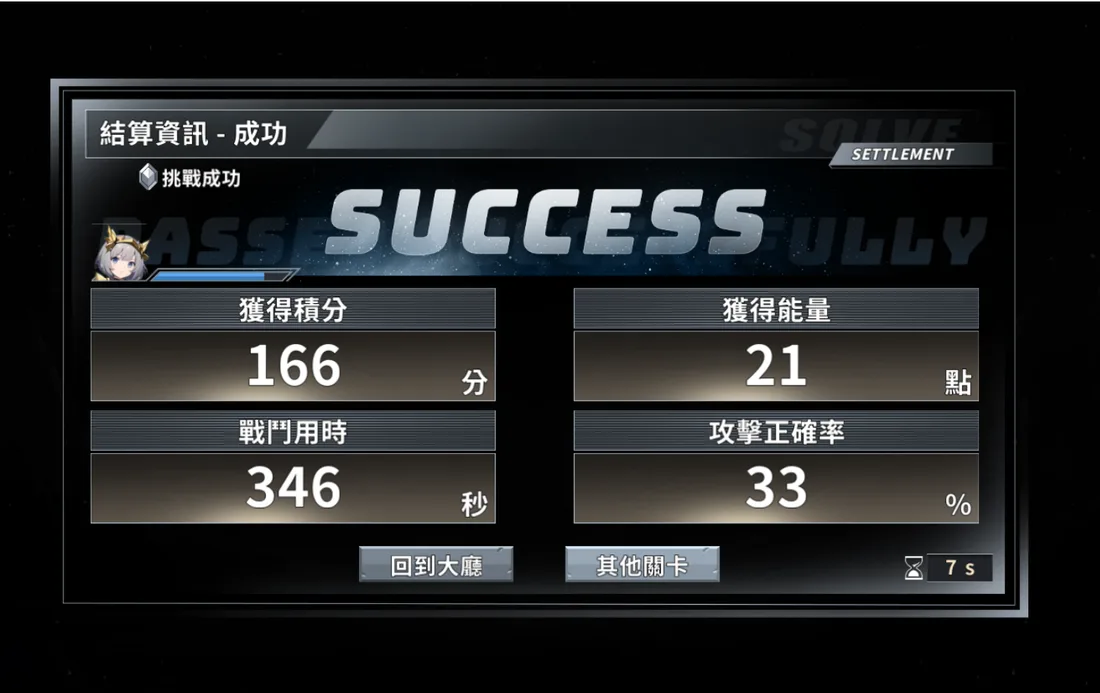 結算資訊 - 成功
SOLVE
SETTLEMENT
挑戰成功
SUCCESS
獲得積分
166 分
獲得能量
21 點
戰鬥用時
346 秒
攻擊正確率
33 %
回到大廳
其他關卡
7 s